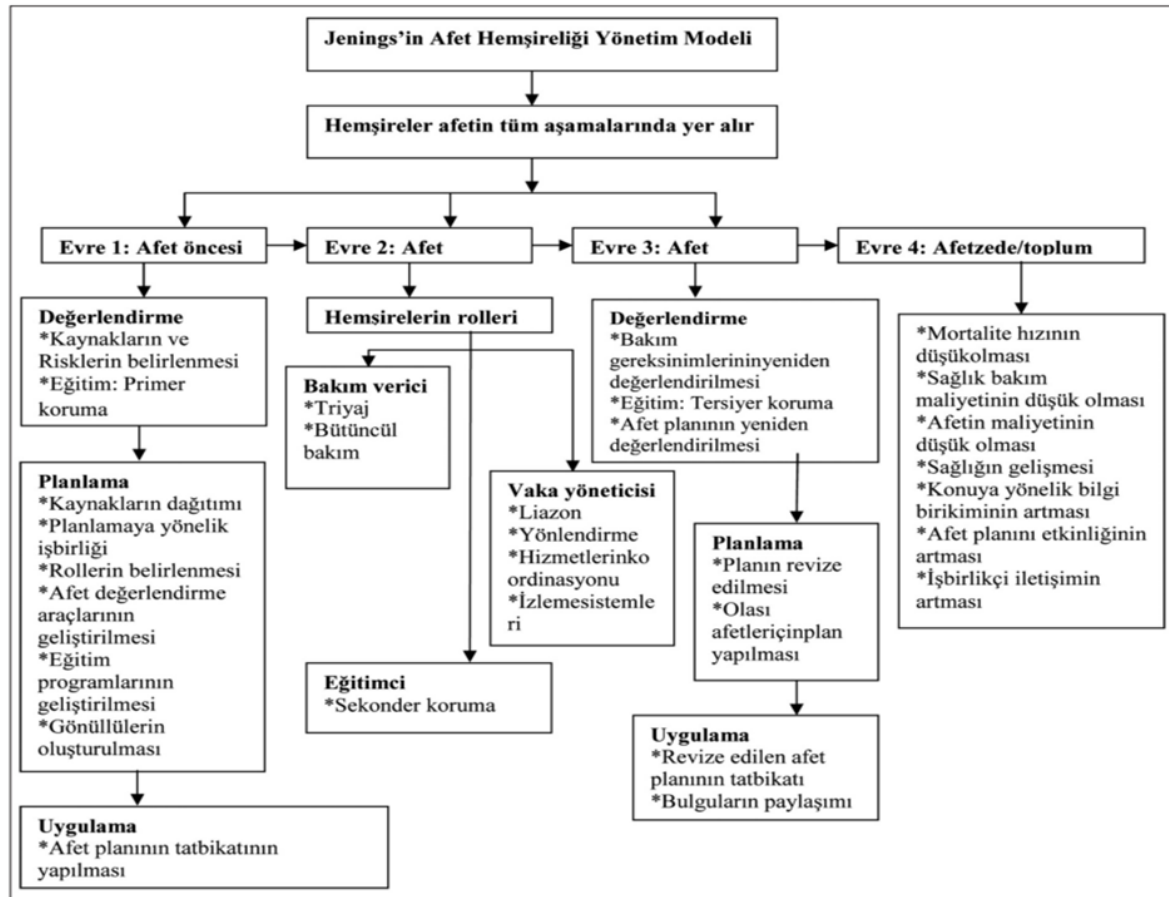 Jenings’in Afet Hemşireliği Yönetim Modeli
Hemşireler afetin tüm aşamalarında yer alır
Evre 1: Afet öncesi
Evre 2: Afet
Evre 3: Afet
Evre 4: Afetzede/toplum
Değerlendirme
*Kaynakların ve
Risklerin belirlenmesi
*Eğitim: Primer
koruma
Planlama
*Kaynakların dağıtımı
*Planlamaya yönelik
işbirliği
*Rollerin belirlenmesi
*Afet değerlendirme
araçlarının
geliştirilmesi
*Eğitim
programlarının
geliştirilmesi
*Gönüllülerin
oluşturulması
Uygulama
*Afet planının tatbikatının
yapılması
Hemşirelerin rolleri
Bakım verici
*Triyaj
*Bütüncül
bakım
Vaka yöneticisi
*Liazon
*Yönlendirme
*Hizmetlerinko
ordinasyonu
*İzlemesistemle
ri
Eğitimci
*Sekonder koruma
Değerlendirme
*Bakım
gereksinimlerininyeniden
değerlendirilmesi
*Eğitim: Tersiyer koruma
*Afet planının yeniden
değerlendirilmesi
Planlama
*Planın revize
edilmesi
*Olası
afetleriçinplan
yapılması
Uygulama
*Revize edilen afet
planının tatbikatı
*Bulguların paylaşımı
*Mortalite hızının
düşükolması
*Sağlık bakım
maliyetinin düşük olması
*Afetin maliyetinin
düşük olması
*Sağlığın gelişmesi
*Konuya yönelik bilgi
birikiminin artması
*Afet planını etkinliğinin
artması
*İşbirlikçi iletişimin
artması